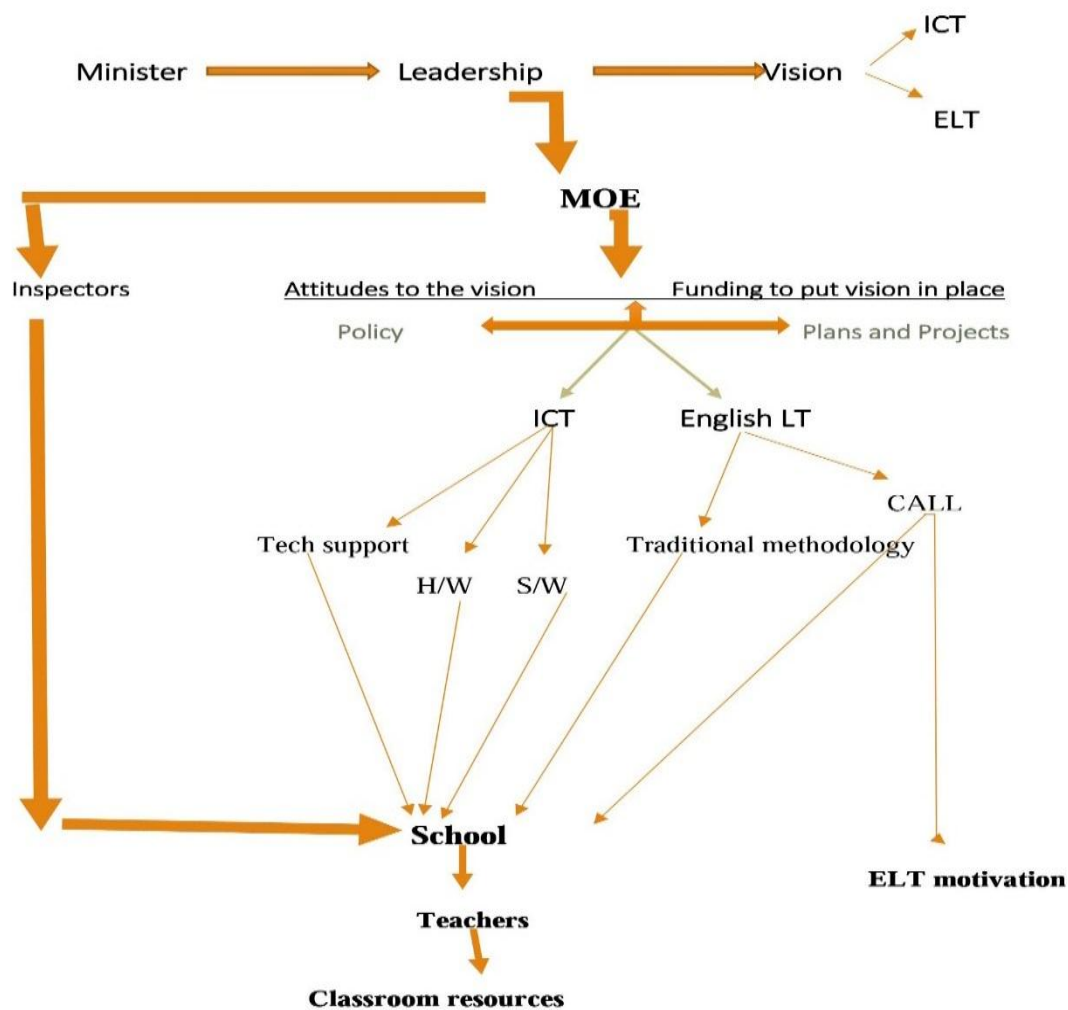 ICT
Minister Leadership Vision
ELT
MOE
Inspectors Attitudes to the vision Funding to put vision in place
Policy Plans and Projects
ICT English LT
CALL
Tech support Traditional methodology
H/W S/W
School
ELT motivation
Teachers
Classroom resources